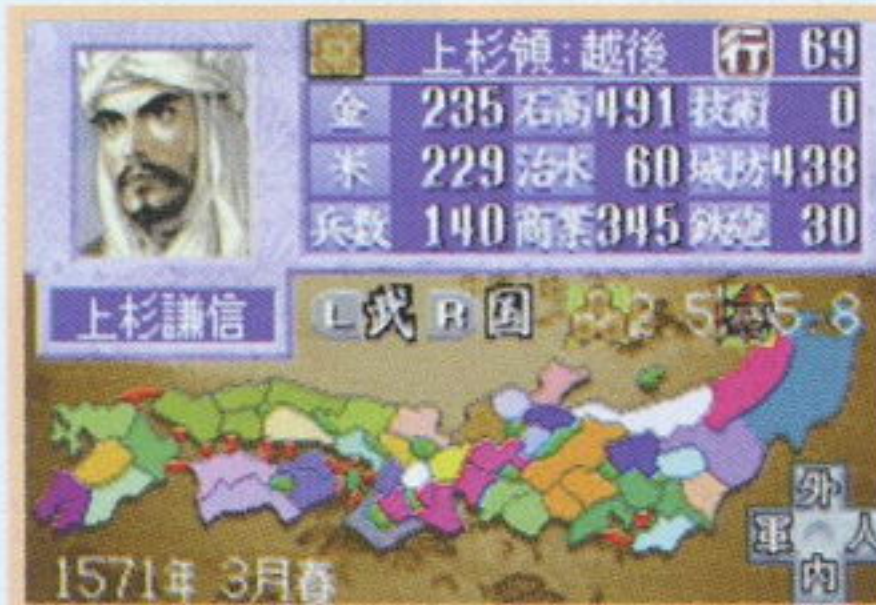 上杉領:越後 行 69
金 235 石高 491 技術 0
米 229 治水 60 城防 438
兵数 140 商業 345 鉄砲 30
上杉謙信
L 武 R 国 25 58
外
軍 人
内
1571年 3月春